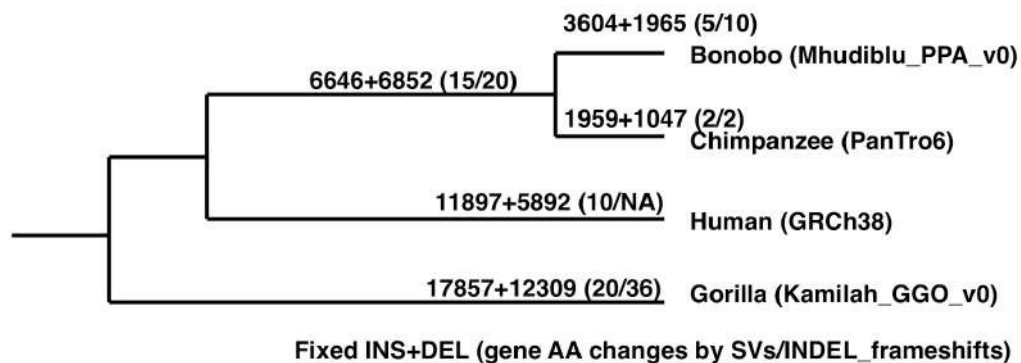 3604+1965 (5/10)
Bonobo (Mhudiblu_PPA_v0)
6646+6852 (15/20)
1959+1047 (2/2)
Chimpanzee (PanTro6)
11897+5892 (10/NA)
Human (GRCh38)
17857+12309 (20/36)
Gorilla (Kamilah_GGO_v0)
Fixed INS+DEL (gene AA changes by SVs/INDEL_frameshifts)